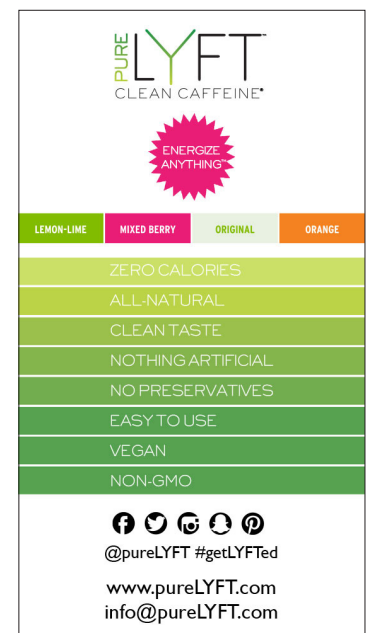 PURE LYFT™
CLEAN CAFFEINE®
ENERGIZE
ANYTHING™
LEMON-LIME MIXED BERRY ORIGINAL ORANGE
ZERO CALORIES
ALL-NATURAL
CLEAN TASTE
NOTHING ARTIFICIAL
NO PRESERVATIVES
EASY TO USE
VEGAN
NON-GMO
@pureLYFT #getLYFTed
www.pureLYFT.com
info@pureLYFT.com